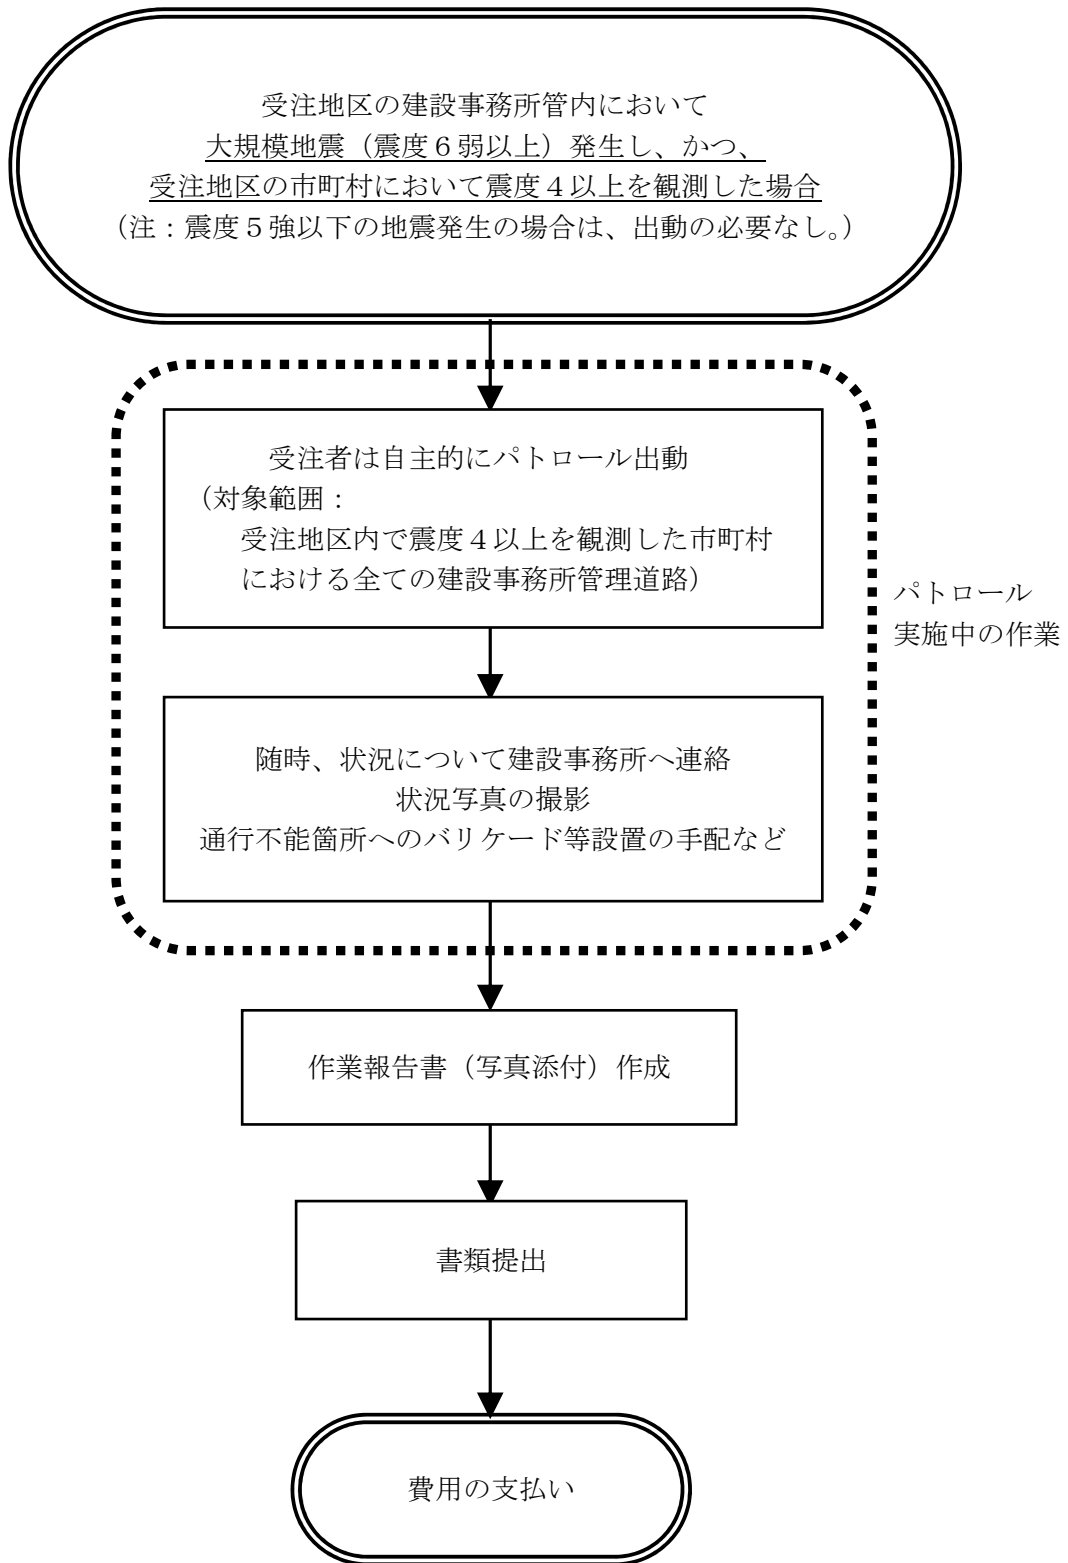 受注地区の建設事務所管内において
大規模地震（震度６弱以上）発生し、かつ、
受注地区の市町村において震度４以上を観測した場合
（注：震度５強以下の地震発生の場合は、出動の必要なし。）
受注者は自主的にパトロール出動
（対象範囲：
受注地区内で震度４以上を観測した市町村
における全ての建設事務所管理道路）
パトロール
実施中の作業
随時、状況について建設事務所へ連絡
状況写真の撮影
通行不能箇所へのバリケード等設置の手配など
作業報告書（写真添付）作成
書類提出
費用の支払い